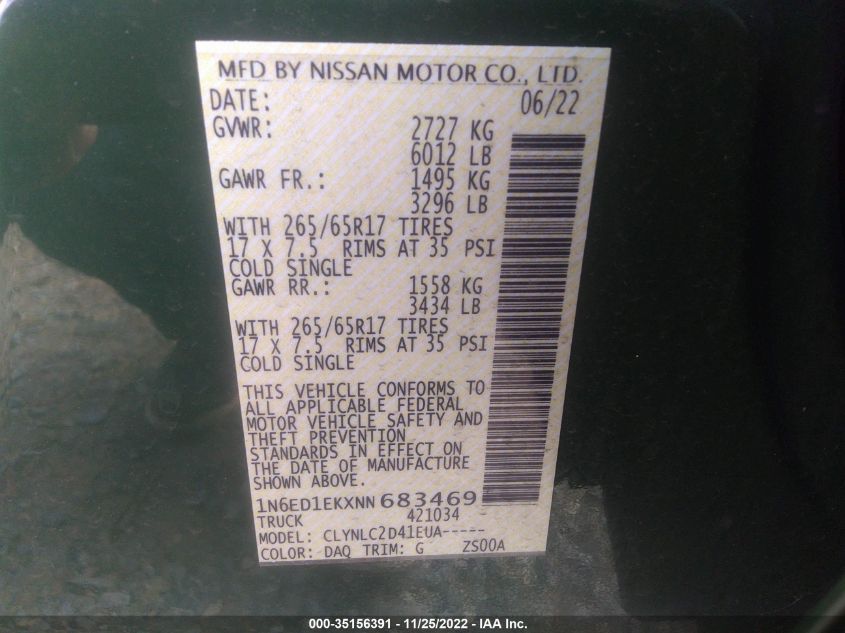 MFD BY NISSAN MOTOR CO., LTD.
DATE: 06/22
GVWR: 2727 KG
6012 LB
GAWR FR.: 1495 KG
3296 LB
WITH 265/65R17 TIRES
17 X 7.5 RIMS AT 35 PSI
COLD SINGLE
GAWR RR.: 1558 KG
3434 LB
WITH 265/65R17 TIRES
17 X 7.5 RIMS AT 35 PSI
COLD SINGLE
THIS VEHICLE CONFORMS TO
ALL APPLICABLE FEDERAL
MOTOR VEHICLE SAFETY AND
THEFT PREVENTION
STANDARDS IN EFFECT ON
THE DATE OF MANUFACTURE
SHOWN ABOVE.
1N6ED1EKXNN683469
TRUCK 421034
MODEL: CLYNLC2D41EUA-----
COLOR: DAQ TRIM: G ZS00A
000-35156391 - 11/25/2022 - IAA Inc.